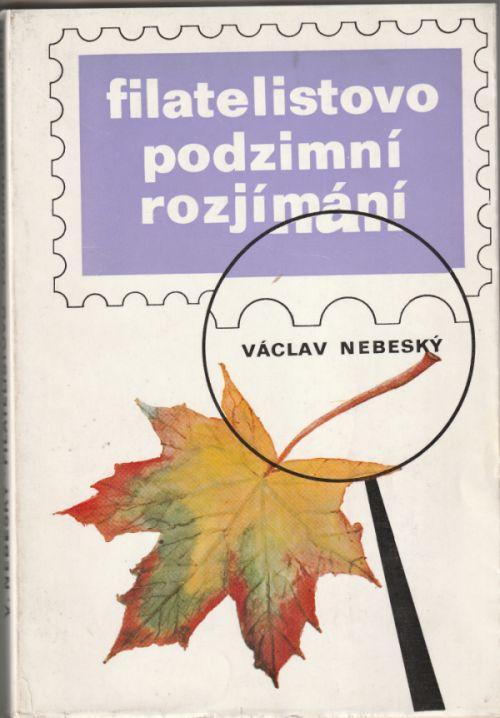 filatelistovo
podzimní
rozjímání
VÁCLAV NEBESKÝ